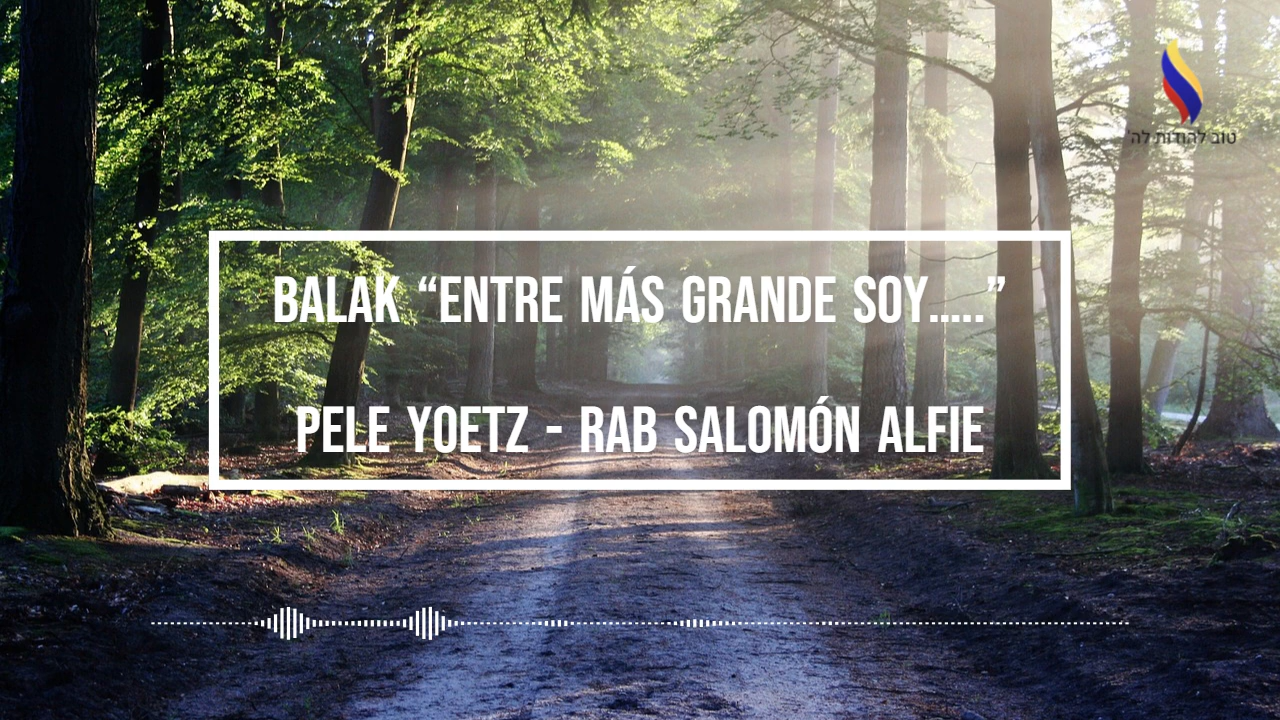 טוב להודות לה'
BALAK “ENTRE MÁS GRANDE SOY.....”
PELE YOETZ - RAB SALOMÓN ALFIE